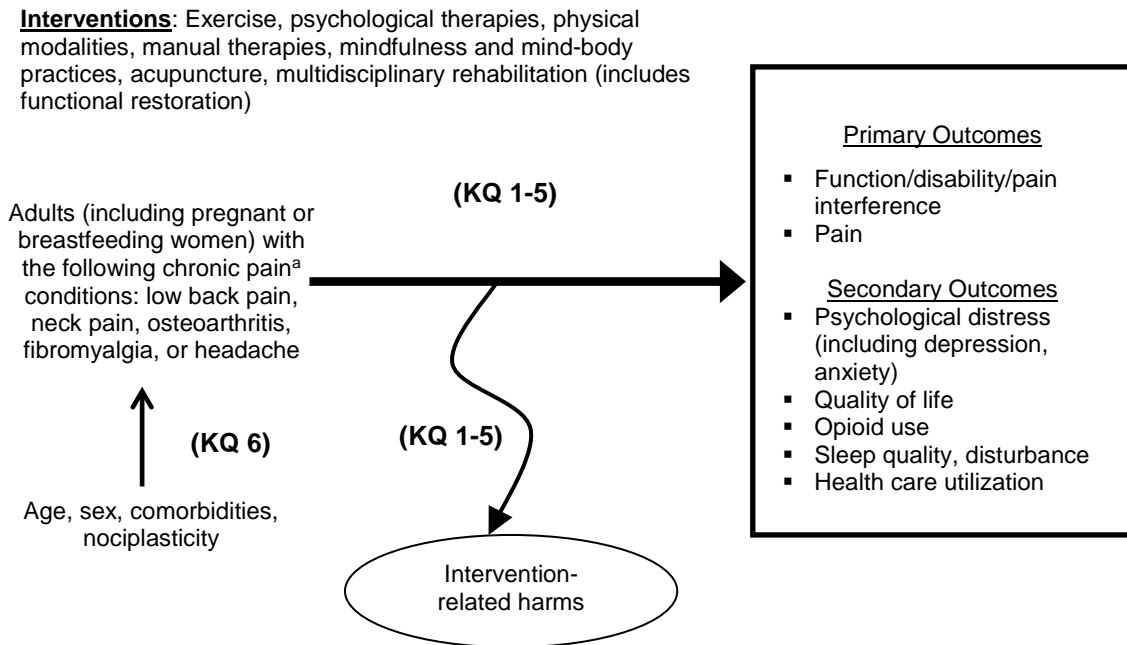 Interventions: Exercise, psychological therapies, physical
modalities, manual therapies, mindfulness and mind-body
practices, acupuncture, multidisciplinary rehabilitation (includes
functional restoration)
(KQ 1-5)
Adults (including pregnant or
breastfeeding women) with
the following chronic painᵃ
conditions: low back pain,
neck pain, osteoarthritis,
fibromyalgia, or headache
(KQ 6)
Age, sex, comorbidities,
nociplasticity
(KQ 1-5)
Intervention-
related harms
Primary Outcomes
▪ Function/disability/pain
interference
▪ Pain
Secondary Outcomes
▪ Psychological distress
(including depression,
anxiety)
▪ Quality of life
▪ Opioid use
▪ Sleep quality, disturbance
▪ Health care utilization